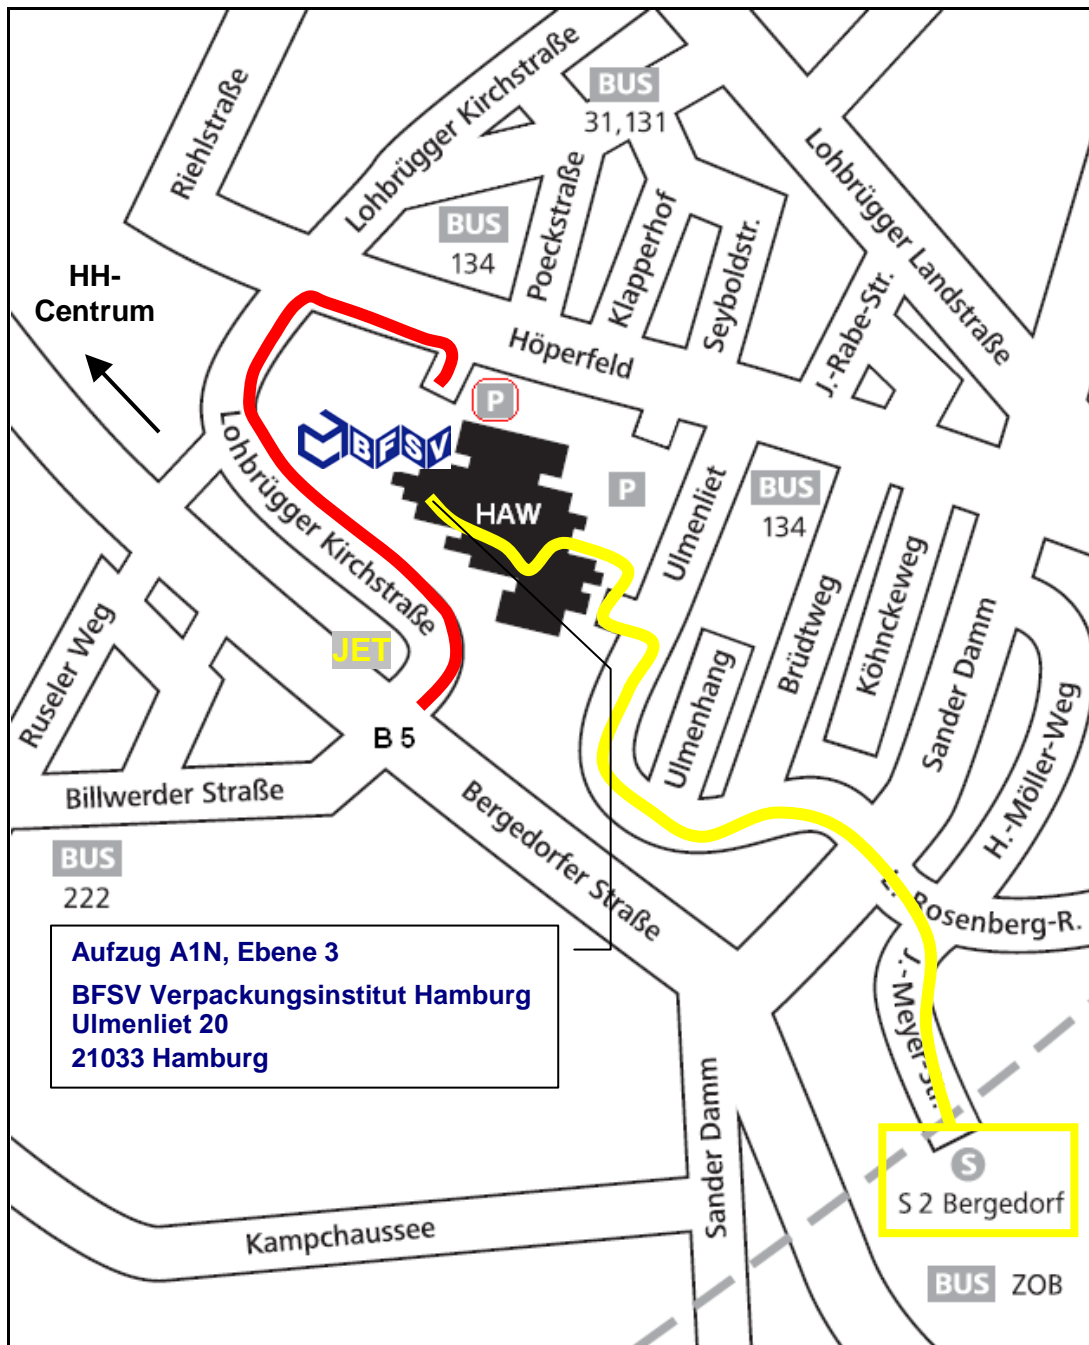 Riehlstraße
Lohbrügger Kirchstraße
BUS
31,131
Lohbrügger Landstraße
BUS
134
Poeckstraße
Klapperhof
Seyboldstr.
J.-Rabe-Str.
HH-
Centrum
Höperfeld
P
BFSV
Lohbrügger Kirchstraße
HAW
P
Ulmenliet
BUS
134
Brüdtweg
Köhnckeweg
Sander Damm
H.-Möller-Weg
Ruseler Weg
JET
Ulmenhang
B 5
Billwerder Straße
Bergedorfer Straße
BUS
222
Rosenberg-R.
J.-Meyer-Str.
Aufzug A1N, Ebene 3
BFSV Verpackungsinstitut Hamburg
Ulmenliet 20
21033 Hamburg
Sander Damm
Kampchaussee
S
S 2 Bergedorf
BUS ZOB